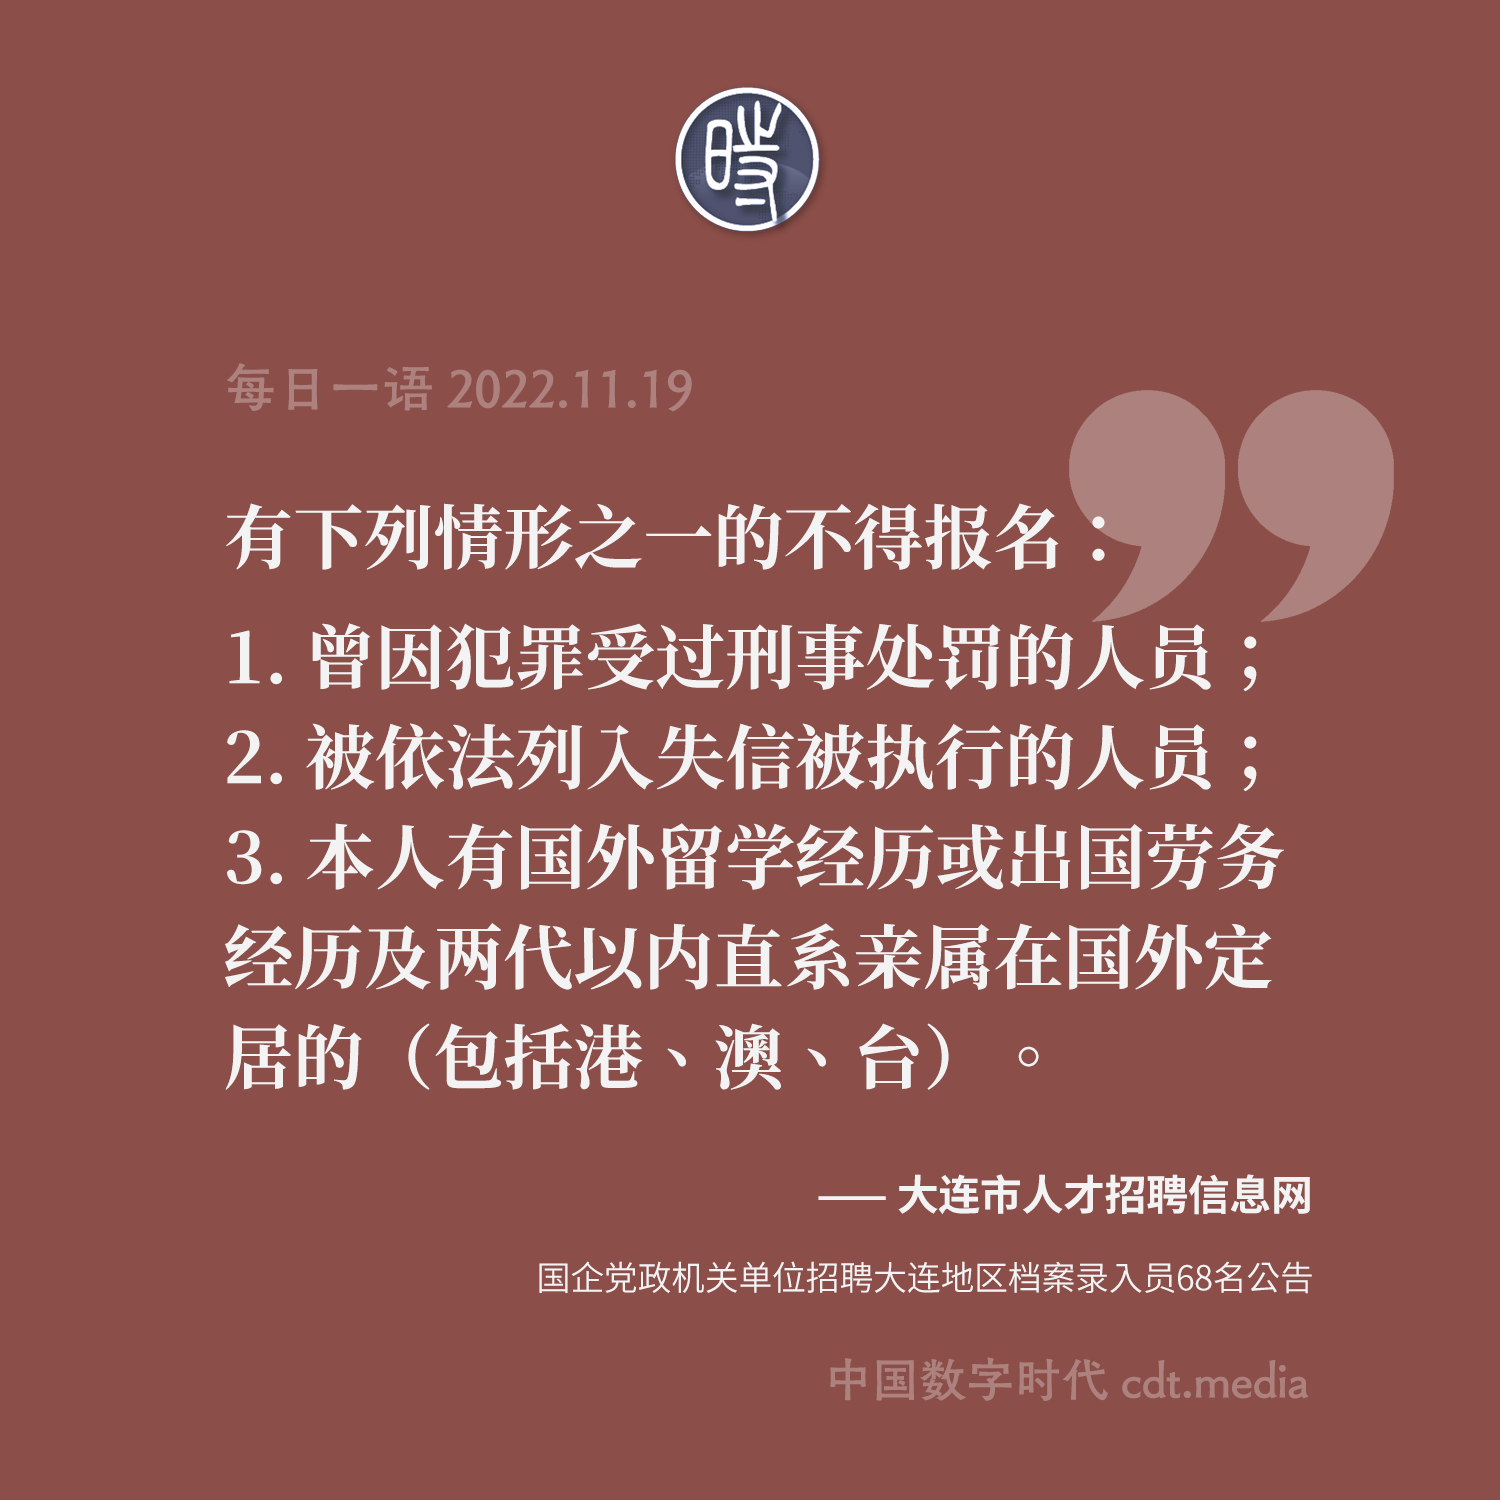 時
每日一语 2022.11.19
有下列情形之一的不得报名：
1. 曾因犯罪受过刑事处罚的人员；
2. 被依法列入失信被执行的人员；
3. 本人有国外留学经历或出国劳务
经历及两代以内直系亲属在国外定
居的（包括港、澳、台）。
—— 大连市人才招聘信息网
国企党政机关单位招聘大连地区档案录入员68名公告
中国数字时代 cdt.media